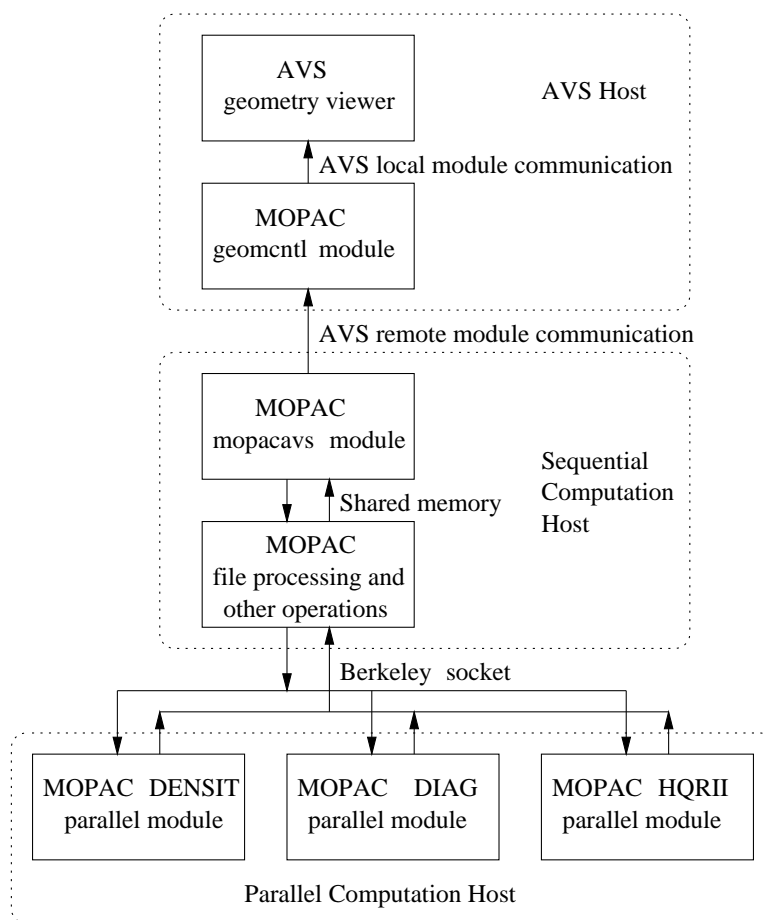 AVS
geometry viewer
AVS Host
AVS local module communication
MOPAC
geomcntl module
AVS remote module communication
MOPAC
mopacavs module
Sequential
Computation
Host
Shared memory
MOPAC
file processing and
other operations
Berkeley socket
MOPAC DENSIT
parallel module
MOPAC DIAG
parallel module
MOPAC HQRII
parallel module
Parallel Computation Host